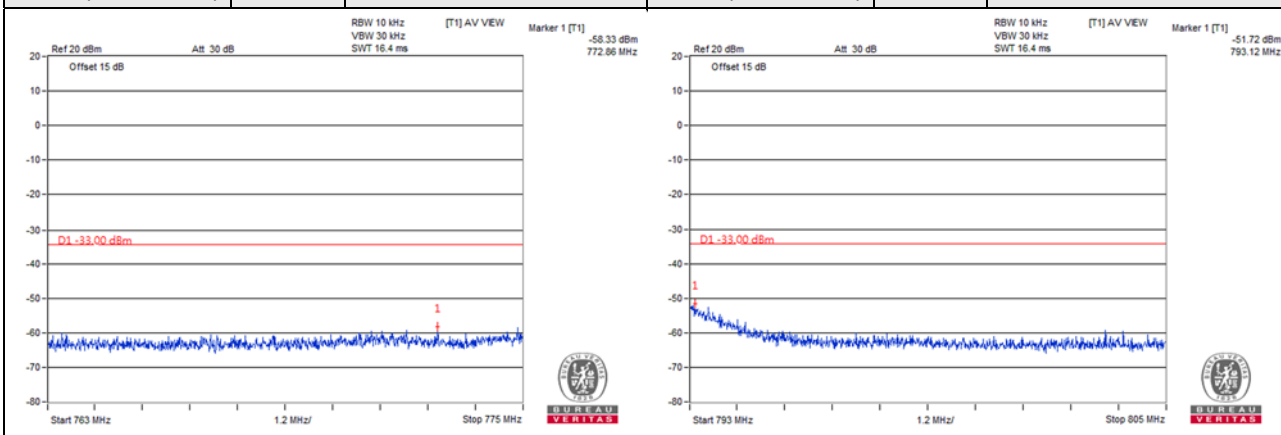 RBW 10 kHz [T1] AV VIEW
Marker 1 [T1]
VBW 30 kHz
-58.33 dBm
Ref 20 dBm Att 30 dB SWT 16.4 ms
772.86 MHz
20
Offset 15 dB
10
0
-10
-20
-30
D1 -33.00 dBm
-40
-50
1
-60
-70
-80
Start 763 MHz 1.2 MHz/ Stop 775 MHz
BUREAU VERITAS
1828
BUREAU
VERITAS
RBW 10 kHz [T1] AV VIEW
Marker 1 [T1]
VBW 30 kHz
-51.72 dBm
Ref 20 dBm Att 30 dB SWT 16.4 ms
793.12 MHz
20
Offset 15 dB
10
0
-10
-20
-30
D1 -33.00 dBm
-40
1
-50
-60
-70
-80
Start 793 MHz 1.2 MHz/ Stop 805 MHz
BUREAU VERITAS
1828
BUREAU
VERITAS